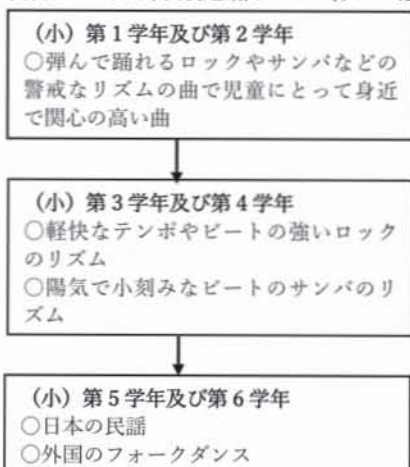 （小）第１学年及び第２学年
○弾んで踊れるロックやサンバなどの
警戒なリズムの曲で児童にとって身近
で関心の高い曲
（小）第３学年及び第４学年
○軽快なテンポやビートの強いロック
のリズム
○陽気で小刻みなビートのサンバのリ
ズム
（小）第５学年及び第６学年
○日本の民謡
○外国のフォークダンス